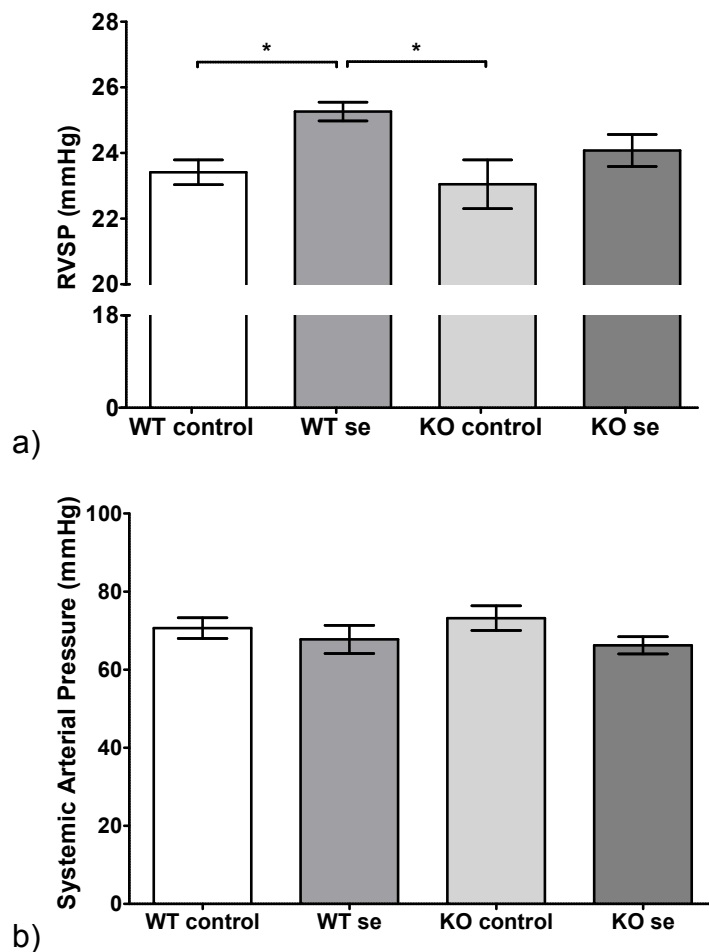 28
* *
26
24
22
20
18
0
RVSP (mmHg)
WT control WT se KO control KO se
a)
100
80
60
40
20
0
Systemic Arterial Pressure (mmHg)
WT control WT se KO control KO se
b)